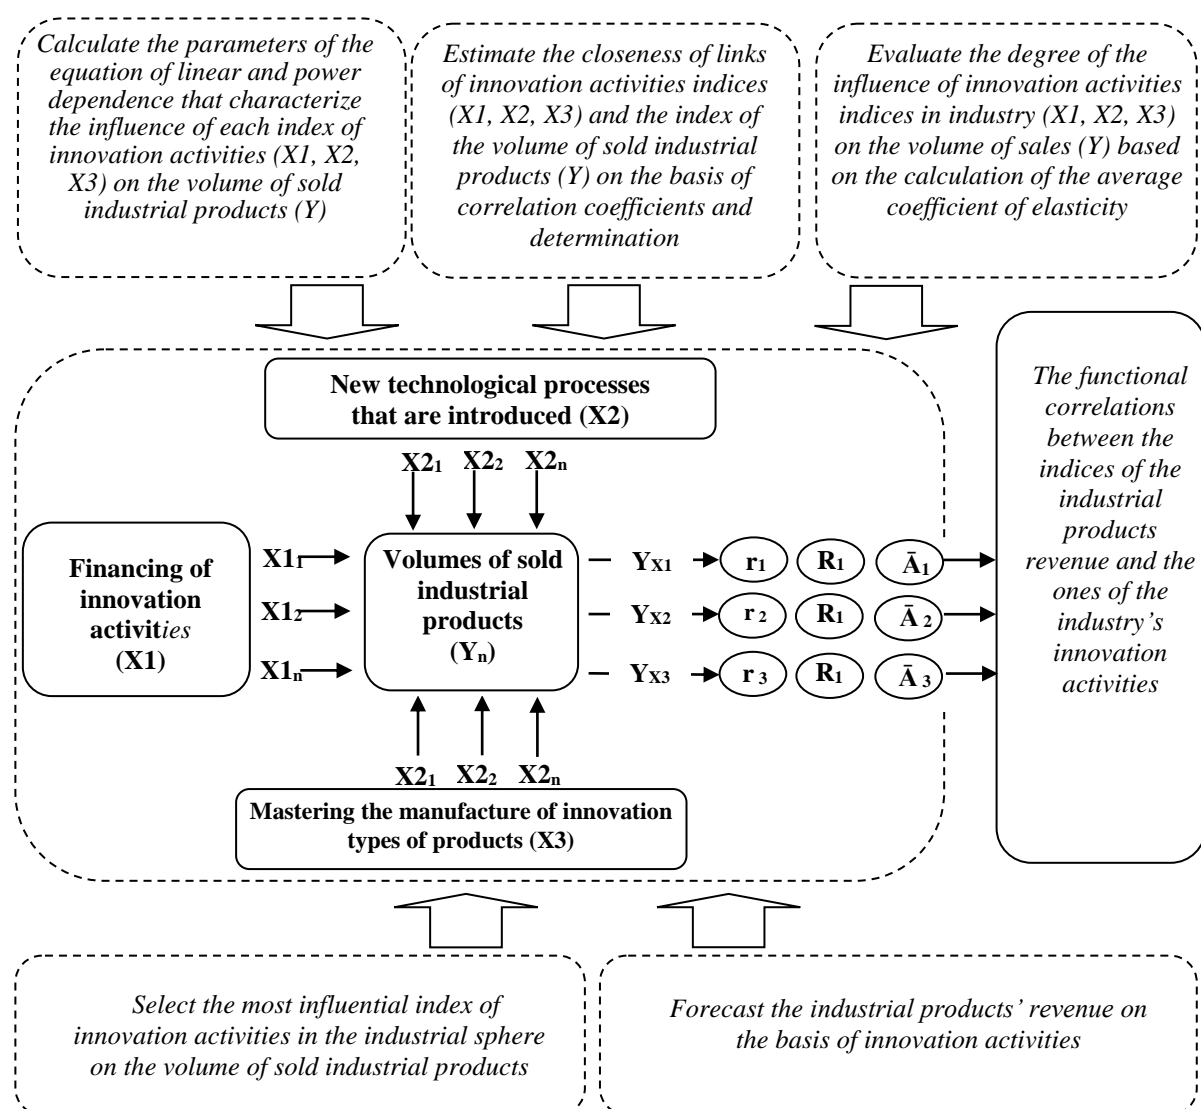 Calculate the parameters of the
equation of linear and power
dependence that characterize
the influence of each index of
innovation activities (X1, X2,
X3) on the volume of sold
industrial products (Y)
Estimate the closeness of links
of innovation activities indices
(X1, X2, X3) and the index of
the volume of sold industrial
products (Y) on the basis of
correlation coefficients and
determination
Evaluate the degree of the
influence of innovation activities
indices in industry (X1, X2, X3)
on the volume of sales (Y) based
on the calculation of the average
coefficient of elasticity
New technological processes
that are introduced (X2)
X2₁ X2₂ X2ₙ
Financing of
innovation
activities
(X1)
X1₁
X1₂
X1ₙ
Volumes of sold
industrial
products
(Yₙ)
Y_X1 r₁ R₁ Ā₁
Y_X2 r₂ R₁ Ā₂
Y_X3 r₃ R₁ Ā₃
X2₁ X2₂ X2ₙ
Mastering the manufacture of innovation
types of products (X3)
The functional
correlations
between the
indices of the
industrial
products
revenue and the
ones of the
industry’s
innovation
activities
Select the most influential index of
innovation activities in the industrial sphere
on the volume of sold industrial products
Forecast the industrial products’ revenue on
the basis of innovation activities